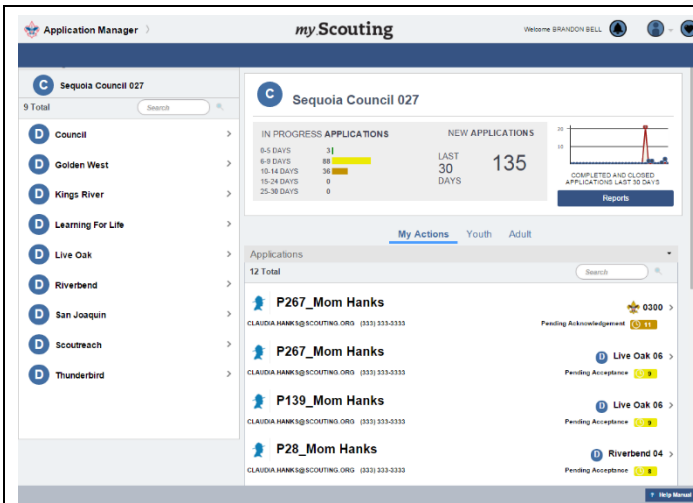 Application Manager
my.Scouting
Welcome BRANDON BELL
C Sequoia Council 027
9 Total
Search
D Council
D Golden West
D Kings River
D Learning For Life
D Live Oak
D Riverbend
D San Joaquin
D Scoutreach
D Thunderbird
C Sequoia Council 027
IN PROGRESS APPLICATIONS
0-5 DAYS 3
6-9 DAYS 88
10-14 DAYS 36
15-24 DAYS 0
25-30 DAYS 0
NEW APPLICATIONS
LAST
30
DAYS
135
20
10
COMPLETED AND CLOSED
APPLICATIONS LAST 30 DAYS
Reports
My Actions Youth Adult
Applications
12 Total
Search
P267_Mom Hanks
0300
CLAUDIA.HANKS@SCOUTING.ORG (333) 333-3333
Pending Acknowledgement 11
P267_Mom Hanks
D Live Oak 06
CLAUDIA.HANKS@SCOUTING.ORG (333) 333-3333
Pending Acceptance 9
P139_Mom Hanks
D Live Oak 06
CLAUDIA.HANKS@SCOUTING.ORG (333) 333-3333
Pending Acceptance 9
P28_Mom Hanks
D Riverbend 04
CLAUDIA.HANKS@SCOUTING.ORG (333) 333-3333
Pending Acceptance 8
? Help Manual